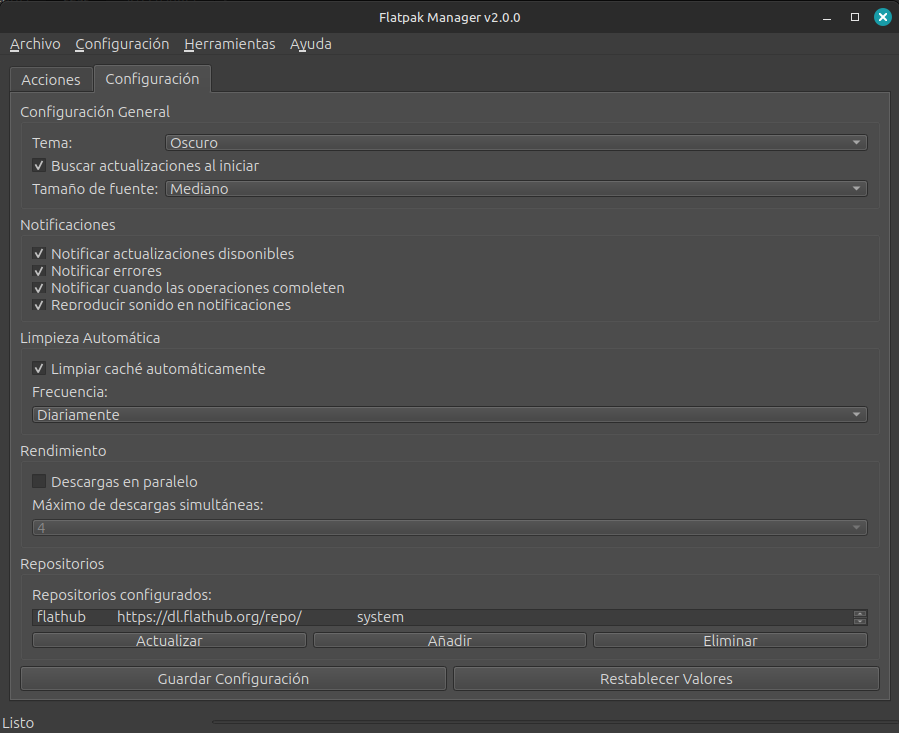 Flatpak Manager v2.0.0
Archivo Configuración Herramientas Ayuda
Acciones Configuración
Configuración General
Tema: Oscuro
Buscar actualizaciones al iniciar
Tamaño de fuente: Mediano
Notificaciones
Notificar actualizaciones disponibles
Notificar errores
Notificar cuando las operaciones completen
Reproducir sonido en notificaciones
Limpieza Automática
Limpiar caché automáticamente
Frecuencia:
Diariamente
Rendimiento
Descargas en paralelo
Máximo de descargas simultáneas:
4
Repositorios
Repositorios configurados:
flathub https://dl.flathub.org/repo/ system
Actualizar Añadir Eliminar
Guardar Configuración Restablecer Valores
Listo